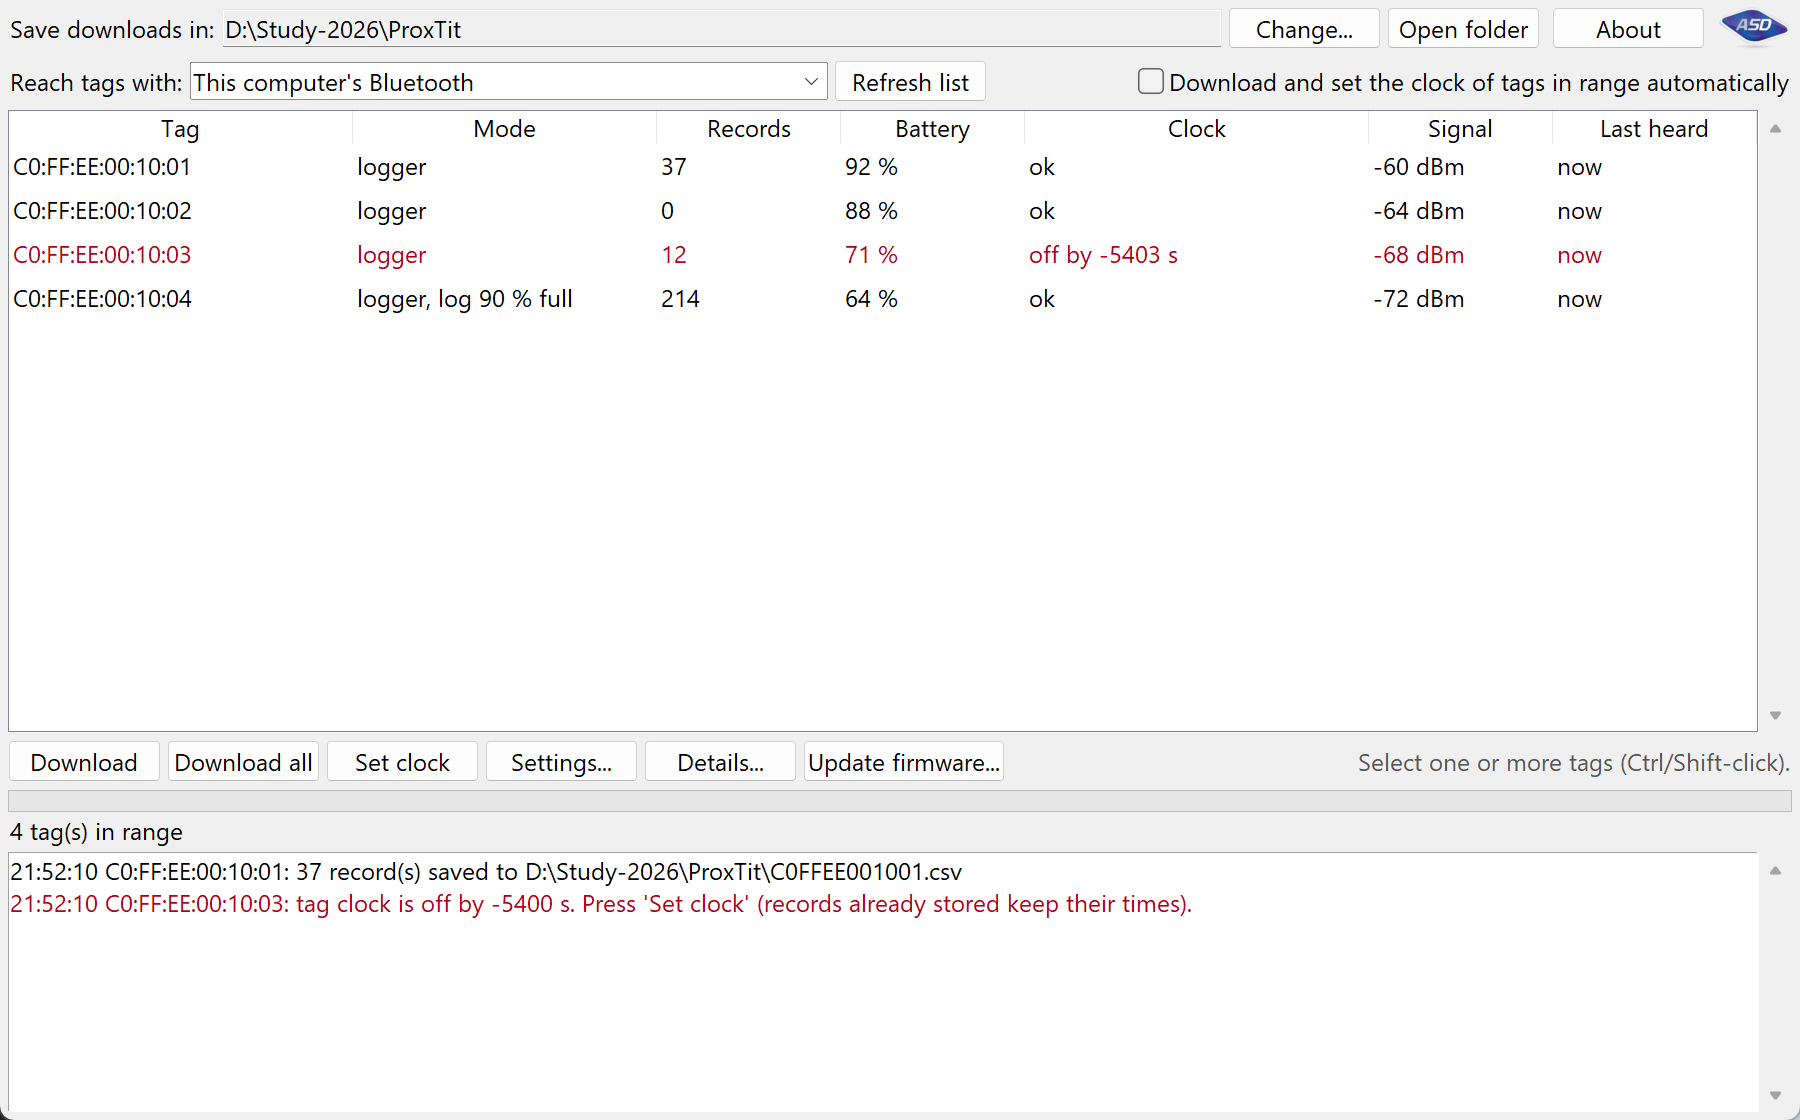 Save downloads in: D:\Study-2026\ProxTit Change... Open folder About ASD
Reach tags with: This computer's Bluetooth Refresh list Download and set the clock of tags in range automatically
Tag Mode Records Battery Clock Signal Last heard
C0:FF:EE:00:10:01 logger 37 92 % ok -60 dBm now
C0:FF:EE:00:10:02 logger 0 88 % ok -64 dBm now
C0:FF:EE:00:10:03 logger 12 71 % off by -5403 s -68 dBm now
C0:FF:EE:00:10:04 logger, log 90 % full 214 64 % ok -72 dBm now
Download Download all Set clock Settings... Details... Update firmware... Select one or more tags (Ctrl/Shift-click).
4 tag(s) in range
21:52:10 C0:FF:EE:00:10:01: 37 record(s) saved to D:\Study-2026\ProxTit\C0FFEE001001.csv
21:52:10 C0:FF:EE:00:10:03: tag clock is off by -5400 s. Press 'Set clock' (records already stored keep their times).